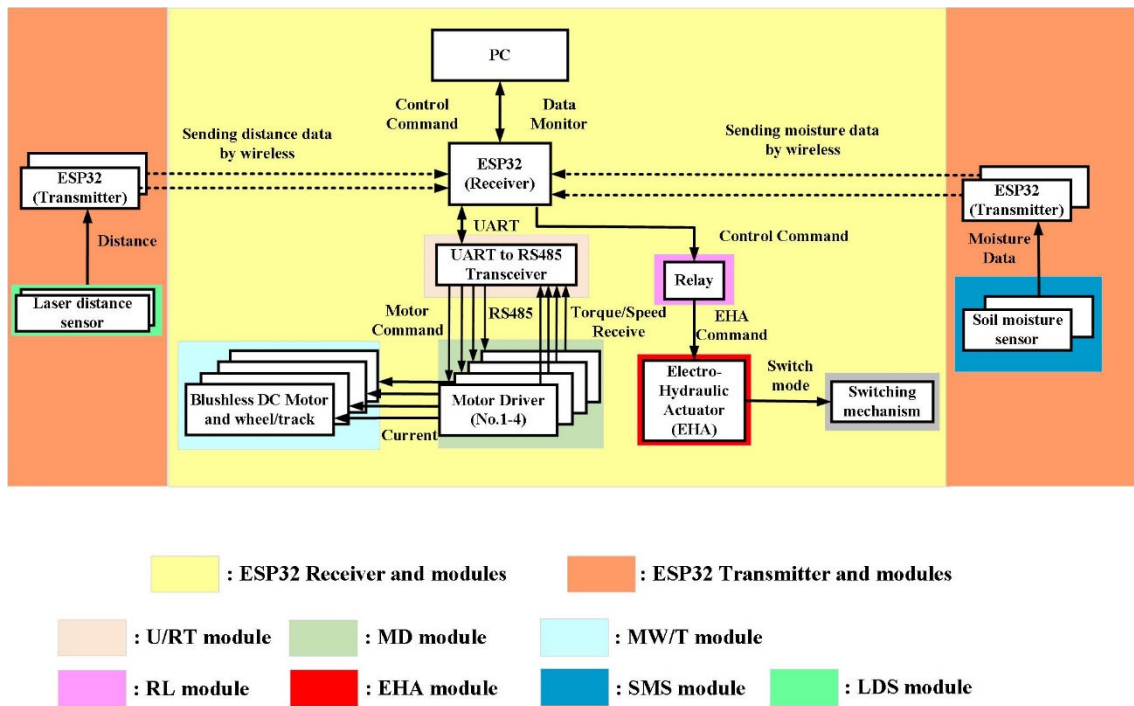 PC
Control
Command
Data
Monitor
Sending distance data
by wireless
Sending moisture data
by wireless
ESP32
(Transmitter)
ESP32
(Receiver)
ESP32
(Transmitter)
Distance
UART
Control Command
Moisture
Data
UART to RS485
Transceiver
Relay
Laser distance
sensor
Soil moisture
sensor
Motor
Command
RS485
Torque/Speed
Receive
EHA
Command
Blushless DC Motor
and wheel/track
Current
Motor Driver
(No.1-4)
Electro-
Hydraulic
Actuator
(EHA)
Switch
mode
Switching
mechanism
: ESP32 Receiver and modules
: ESP32 Transmitter and modules
: U/RT module
: MD module
: MW/T module
: RL module
: EHA module
: SMS module
: LDS module